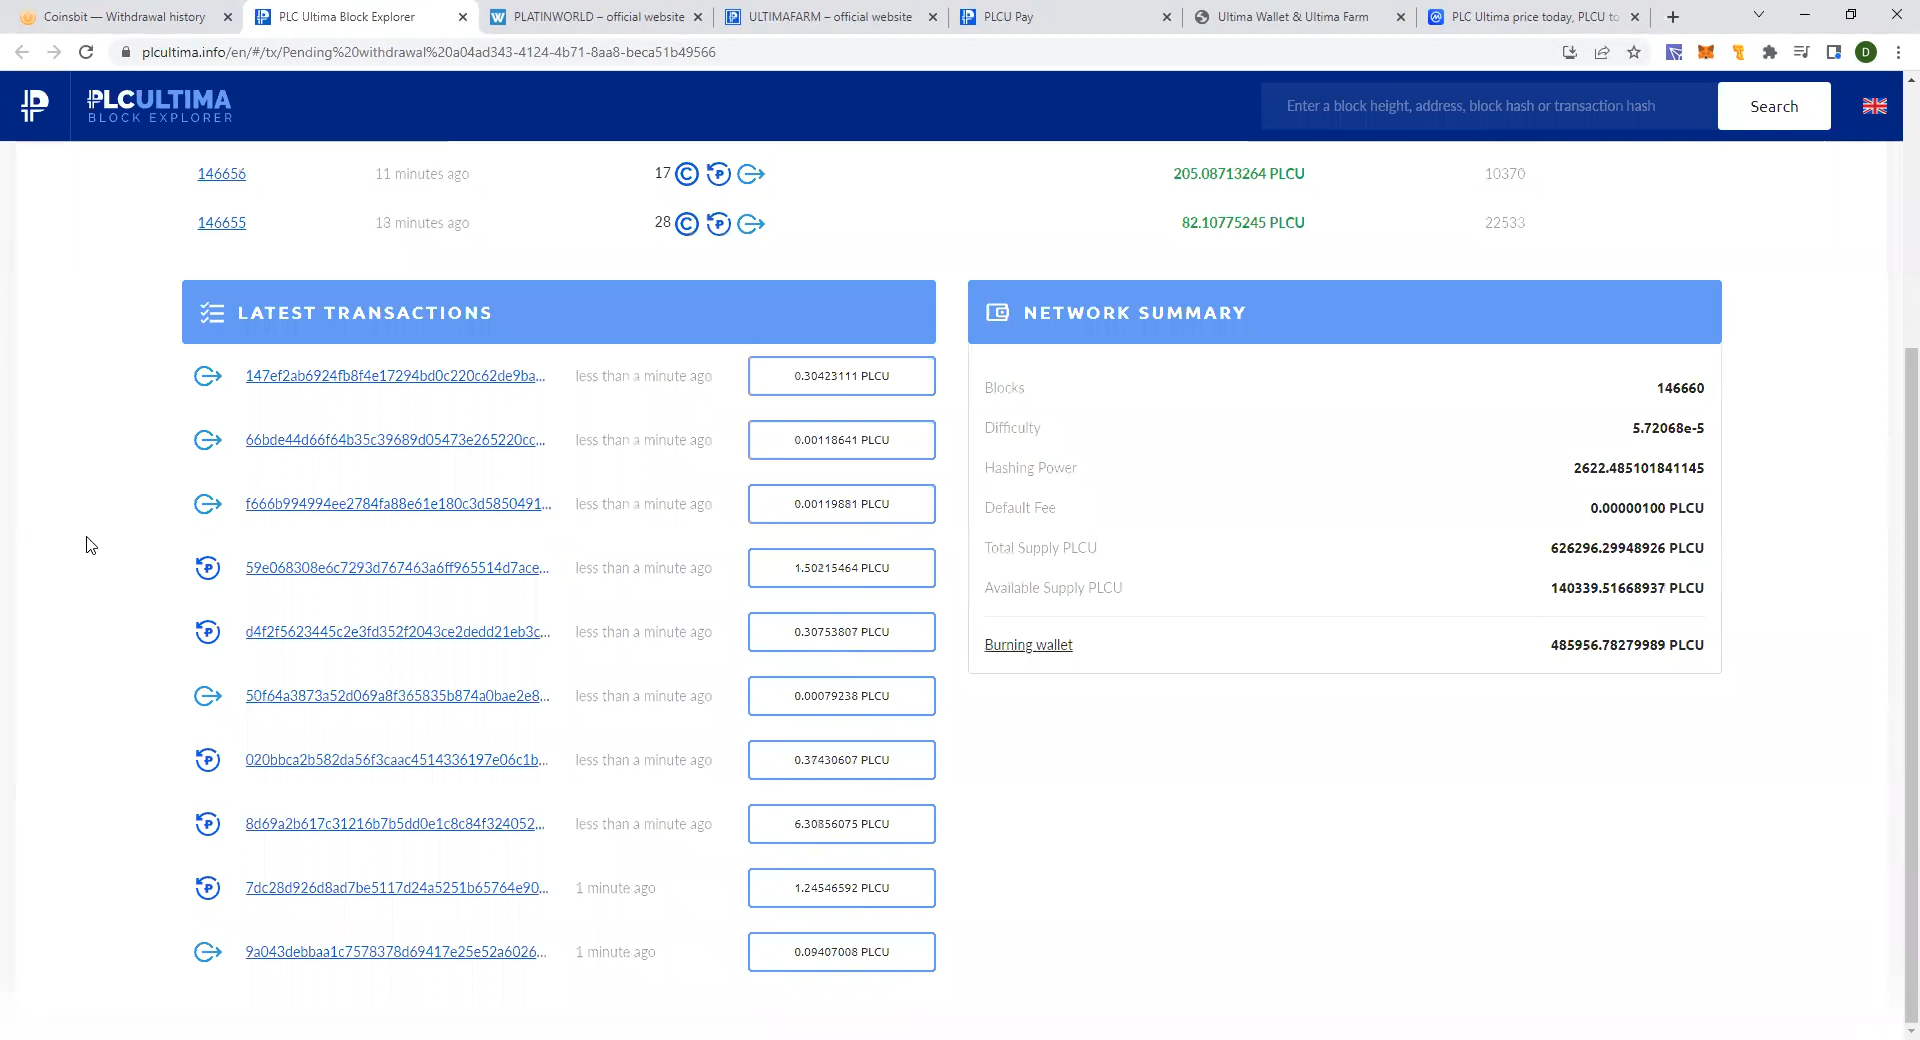 Coinsbit — Withdrawal history
PLC Ultima Block Explorer
PLATINWORLD – official website
ULTIMAFARM – official website
PLCU Pay
Ultima Wallet & Ultima Farm
PLC Ultima price today, PLCU to
plcultima.info/en/#/tx/Pending%20withdrawal%20a04ad343-4124-4b71-8aa8-beca51b49566
D
PLCULTIMA
BLOCK EXPLORER
Enter a block height, address, block hash or transaction hash
Search
146656 11 minutes ago 17 205.08713264 PLCU 10370
146655 13 minutes ago 28 82.10775245 PLCU 22533
LATEST TRANSACTIONS
147ef2ab6924fb8f4e17294bd0c220c62de9ba... less than a minute ago 0.30423111 PLCU
66bde44d66f64b35c39689d05473e265220cc... less than a minute ago 0.00118641 PLCU
f666b994994ee2784fa88e61e180c3d5850491... less than a minute ago 0.00119881 PLCU
59e068308e6c7293d767463a6ff965514d7ace... less than a minute ago 1.50215464 PLCU
d4f2f5623445c2e3fd352f2043ce2dedd21eb3c... less than a minute ago 0.30753807 PLCU
50f64a3873a52d069a8f365835b874a0bae2e8... less than a minute ago 0.00079238 PLCU
020bbca2b582da56f3caac4514336197e06c1b... less than a minute ago 0.37430607 PLCU
8d69a2b617c31216b7b5dd0e1c8c84f324052... less than a minute ago 6.30856075 PLCU
7dc28d926d8ad7be5117d24a5251b65764e90... 1 minute ago 1.24546592 PLCU
9a043debbaa1c7578378d69417e25e52a6026... 1 minute ago 0.09407008 PLCU
NETWORK SUMMARY
Blocks 146660
Difficulty 5.72068e-5
Hashing Power 2622.485101841145
Default Fee 0.00000100 PLCU
Total Supply PLCU 626296.29948926 PLCU
Available Supply PLCU 140339.51668937 PLCU
Burning wallet 485956.78279989 PLCU